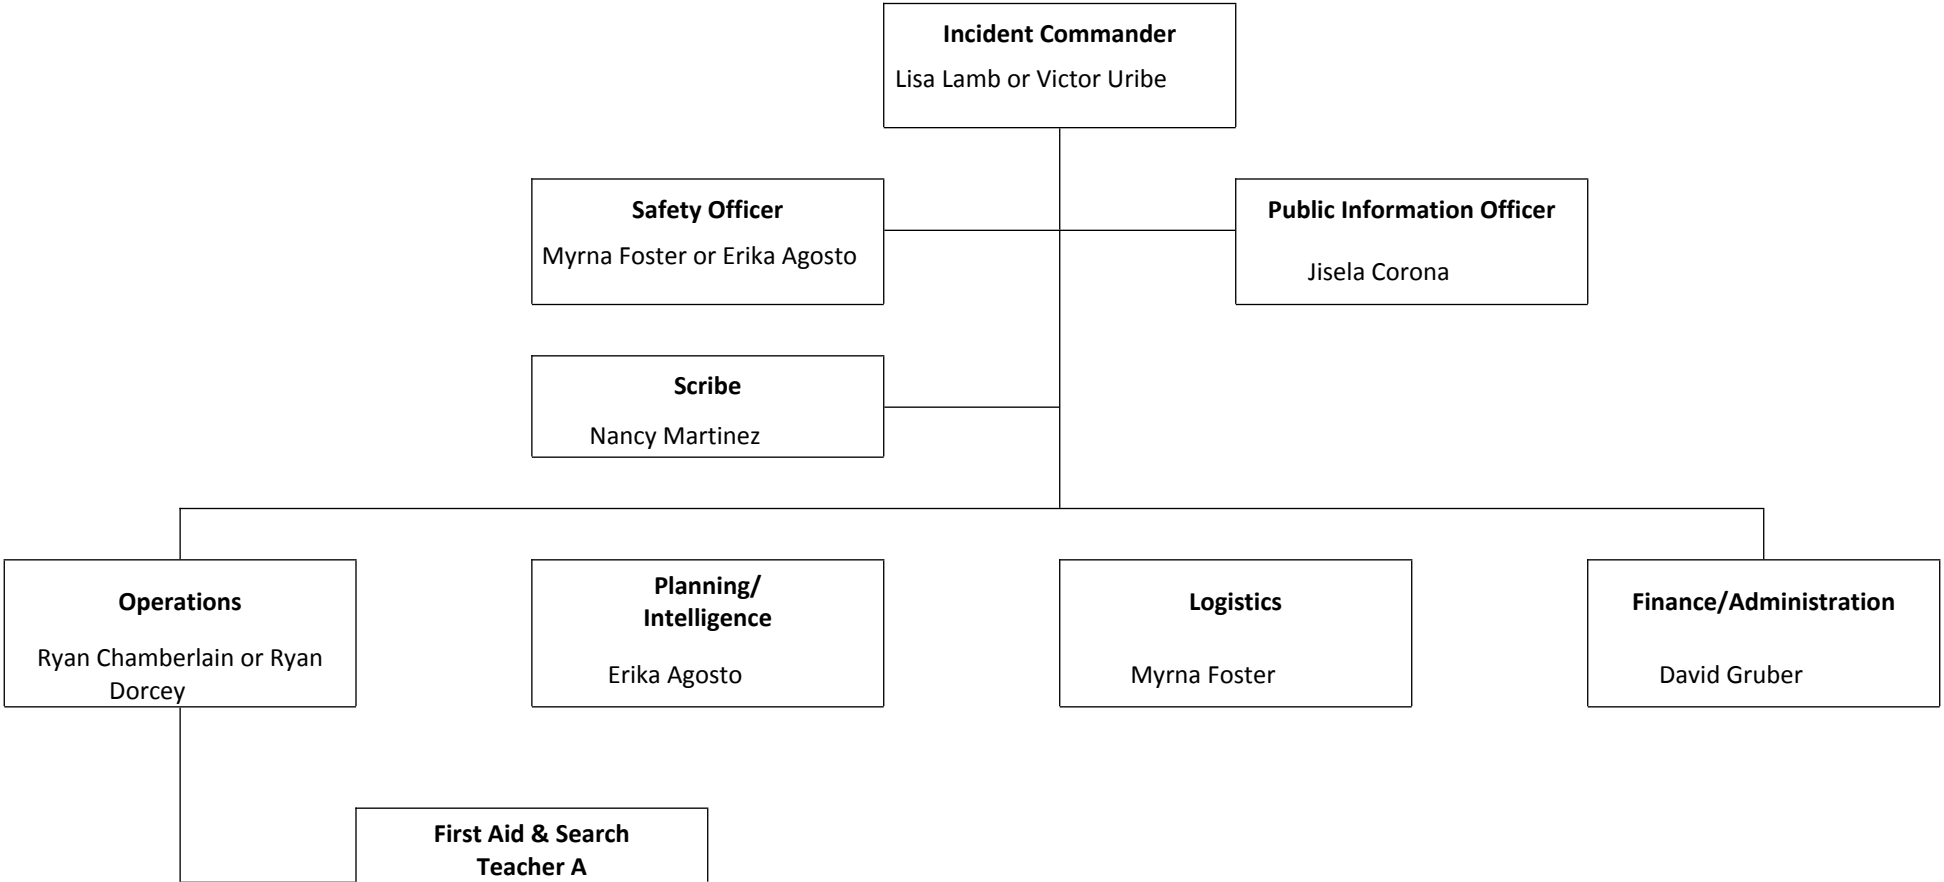 Incident Commander
Lisa Lamb or Victor Uribe
Safety Officer
Myrna Foster or Erika Agosto
Public Information Officer
Jisela Corona
Scribe
Nancy Martinez
Operations
Ryan Chamberlain or Ryan
Dorcey
Planning/
Intelligence
Erika Agosto
Logistics
Myrna Foster
Finance/Administration
David Gruber
First Aid & Search
Teacher A